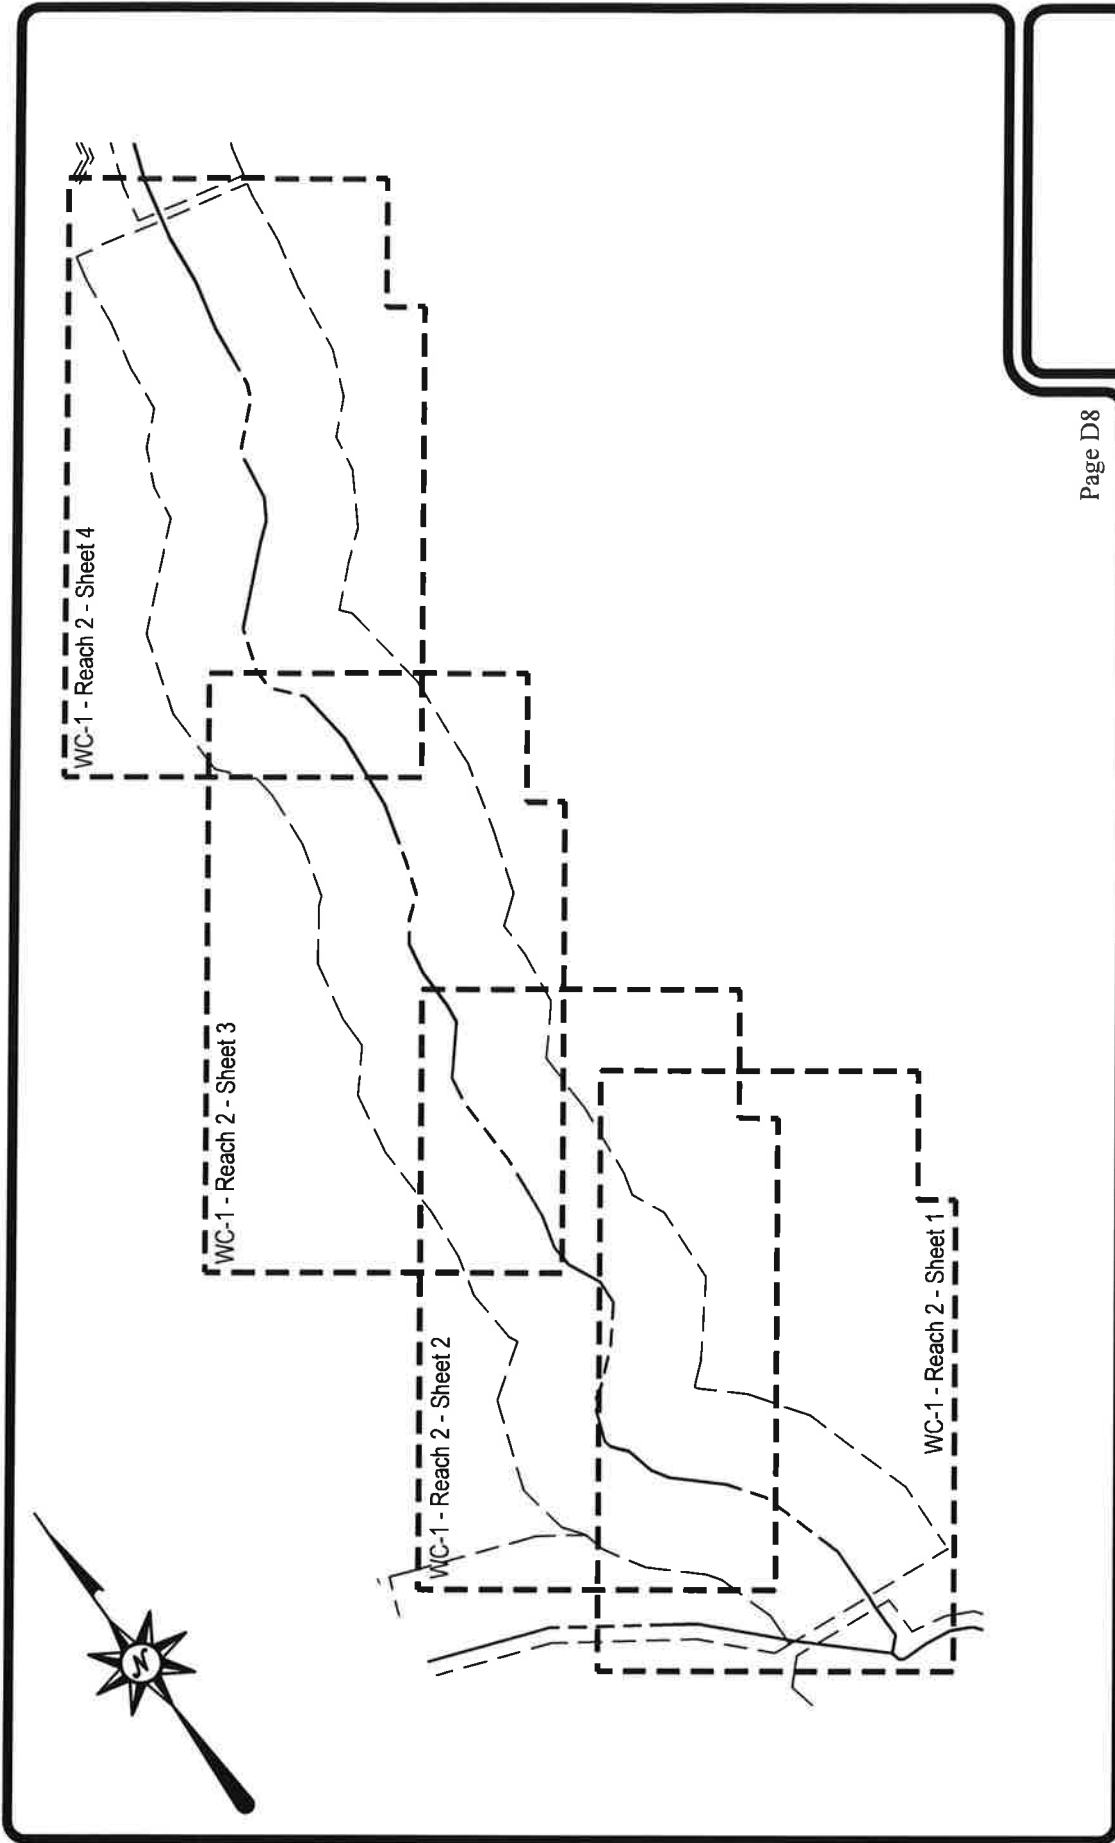 WC-1 - Reach 2 - Sheet 4
WC-1 - Reach 2 - Sheet 3
WC-1 - Reach 2 - Sheet 2
WC-1 - Reach 2 - Sheet 1
N
Page D8